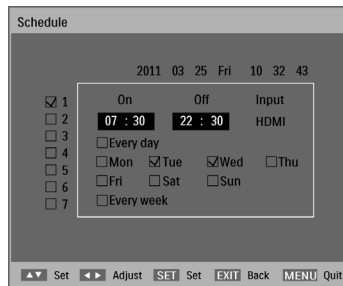 Schedule
2011 03 25 Fri 10 32 43
1 On Off Input
2 07 : 30 22 : 30 HDMI
3 Every day
4 Mon Tue Wed Thu
5
6 Fri Sat Sun
7 Every week
Set Adjust SET Set EXIT Back MENU Quit